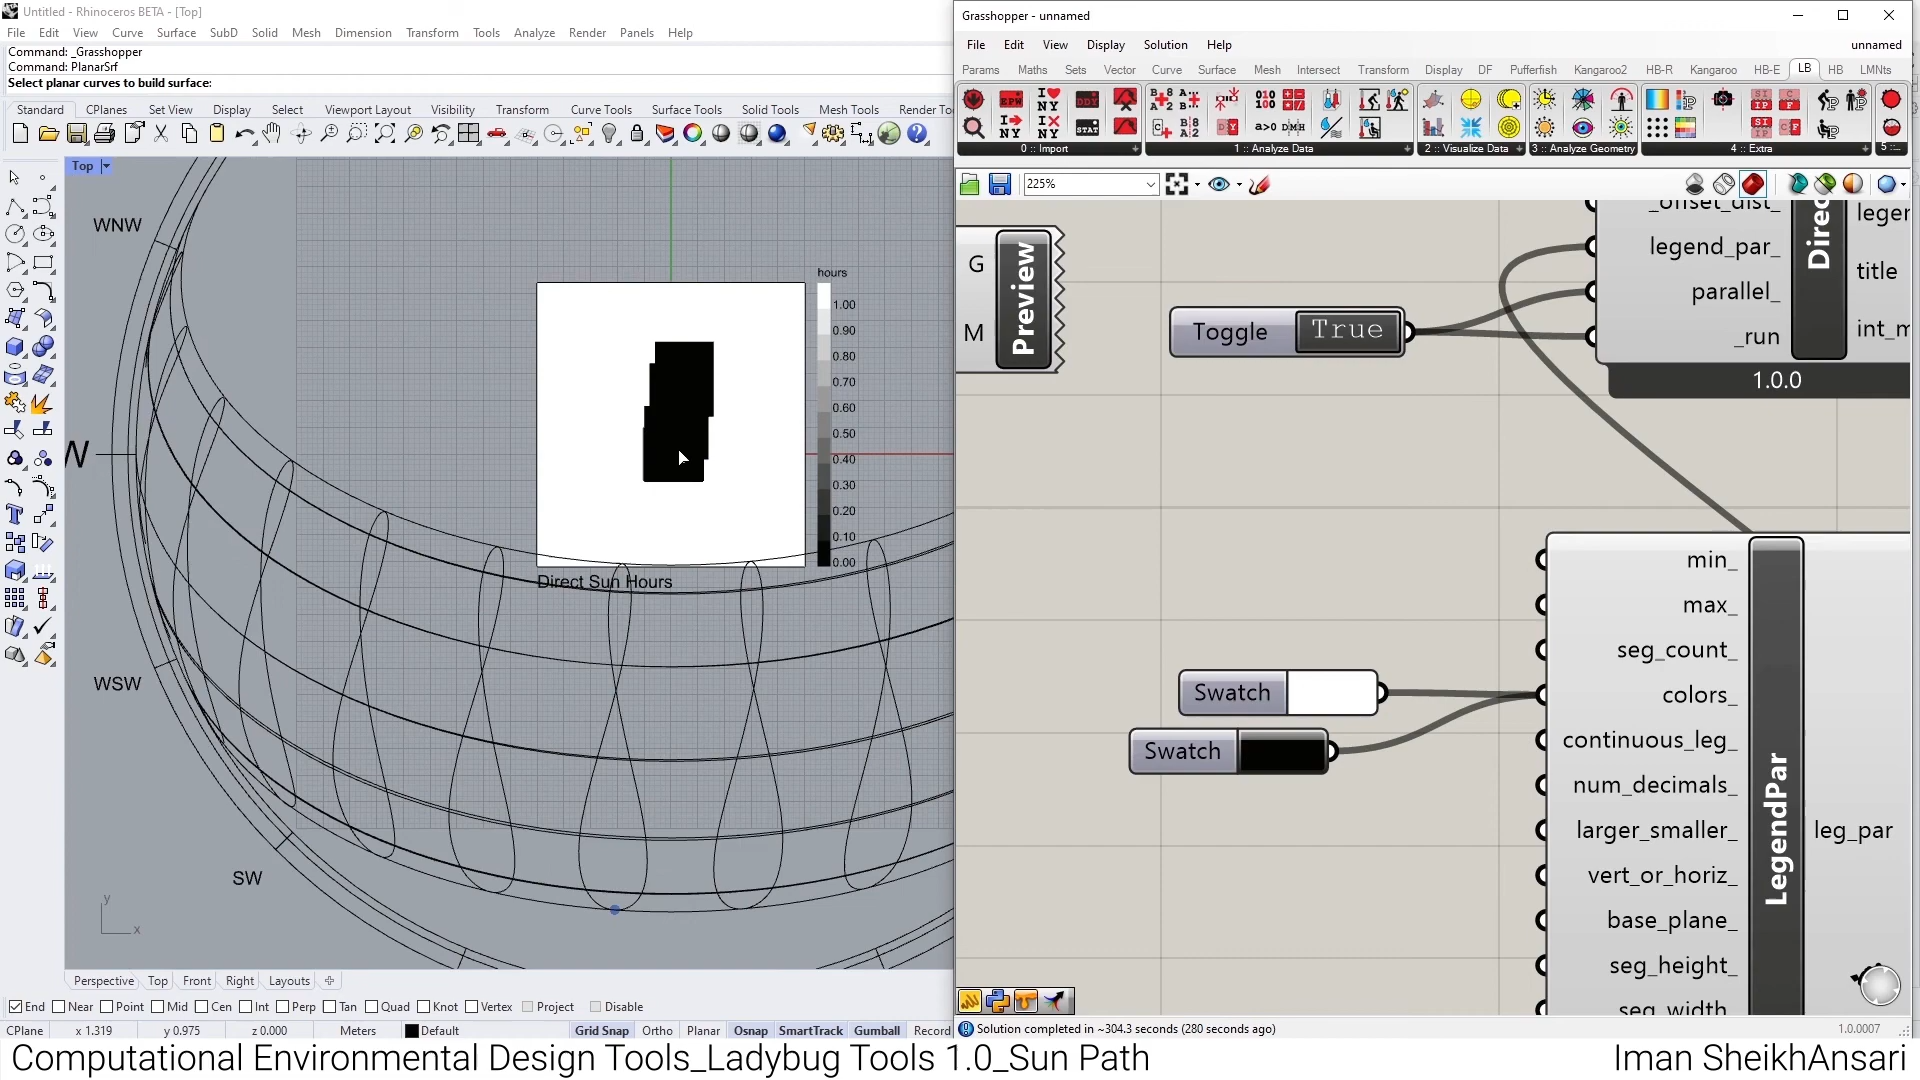 Untitled - Rhinoceros BETA - [Top]
File Edit View Curve Surface SubD Solid Mesh Dimension Transform Tools Analyze Render Panels Help
Command: _Grasshopper
Command: PlanarSrf
Select planar curves to build surface:
Standard CPlanes Set View Display Select Viewport Layout Visibility Transform Curve Tools Surface Tools Solid Tools Mesh Tools Render To
Top
WNW
W
WSW
SW
hours
1.00
0.90
0.80
0.70
0.60
0.50
0.40
0.30
0.20
0.10
0.00
Direct Sun Hours
y
x
Perspective Top Front Right Layouts
End Near Point Mid Cen Int Perp Tan Quad Knot Vertex Project Disable
CPlane x 1.319 y 0.975 z 0.000 Meters Default Grid Snap Ortho Planar Osnap SmartTrack Gumball Record
Grasshopper - unnamed
File Edit View Display Solution Help unnamed
Params Maths Sets Vector Curve Surface Mesh Intersect Transform Display DF Pufferfish Kangaroo2 HB-R Kangaroo HB-E LB HB LMNts
0 :: Import 1 :: Analyze Data 2 :: Visualize Data 3 :: Analyze Geometry 4 :: Extra 5 ::
225%
G
M
Preview
Toggle True
_offset_dist_
legend_par_
parallel_
_run
Direc
legen
title
int_m
1.0.0
Swatch
Swatch
min_
max_
seg_count_
colors_
continuous_leg_
num_decimals_
larger_smaller_
vert_or_horiz_
base_plane_
seg_height_
seg_width_
LegendPar
leg_par
Solution completed in ~304.3 seconds (280 seconds ago)
1.0.0007
Computational Environmental Design Tools_Ladybug Tools 1.0_Sun Path
Iman SheikhAnsari